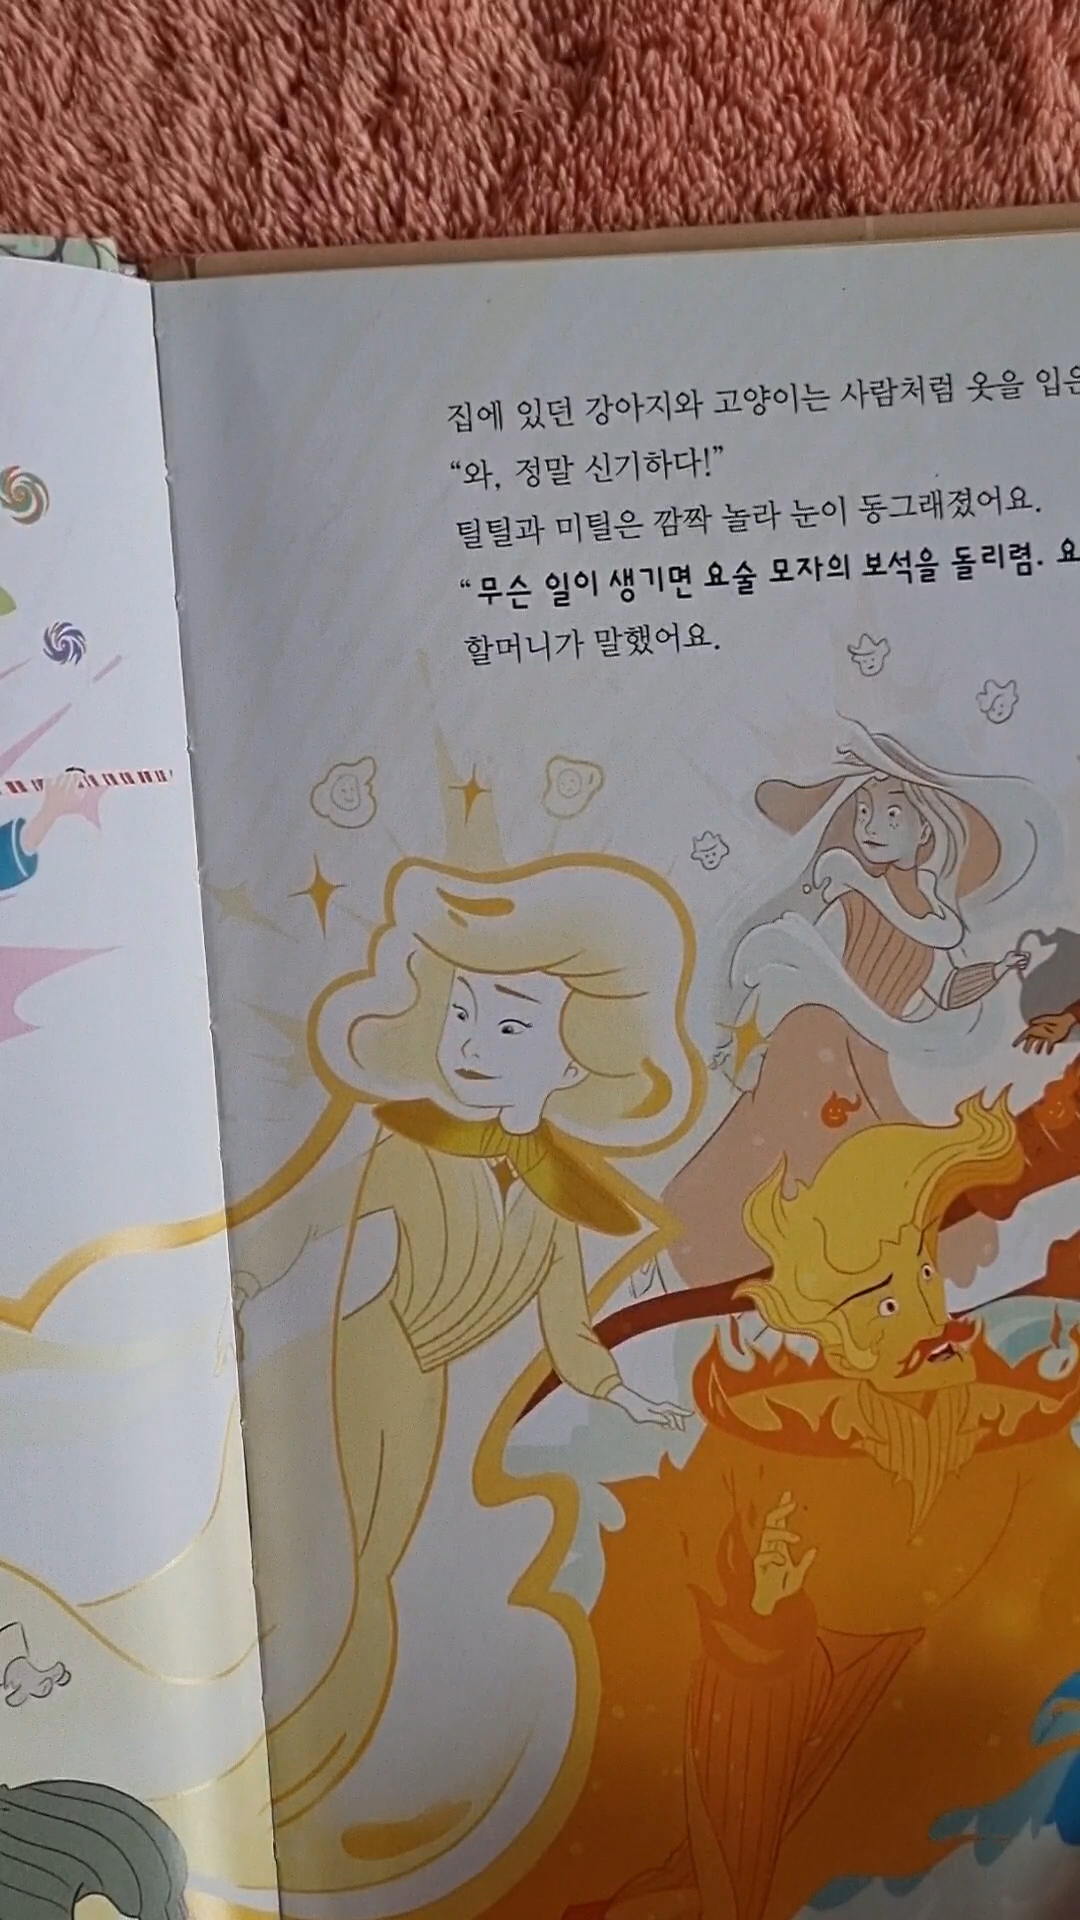 집에 있던 강아지와 고양이는 사람처럼 옷을 입은
“와, 정말 신기하다!”
틸틸과 미틸은 깜짝 놀라 눈이 동그래졌어요.
“무슨 일이 생기면 요술 모자의 보석을 돌리렴. 요
할머니가 말했어요.